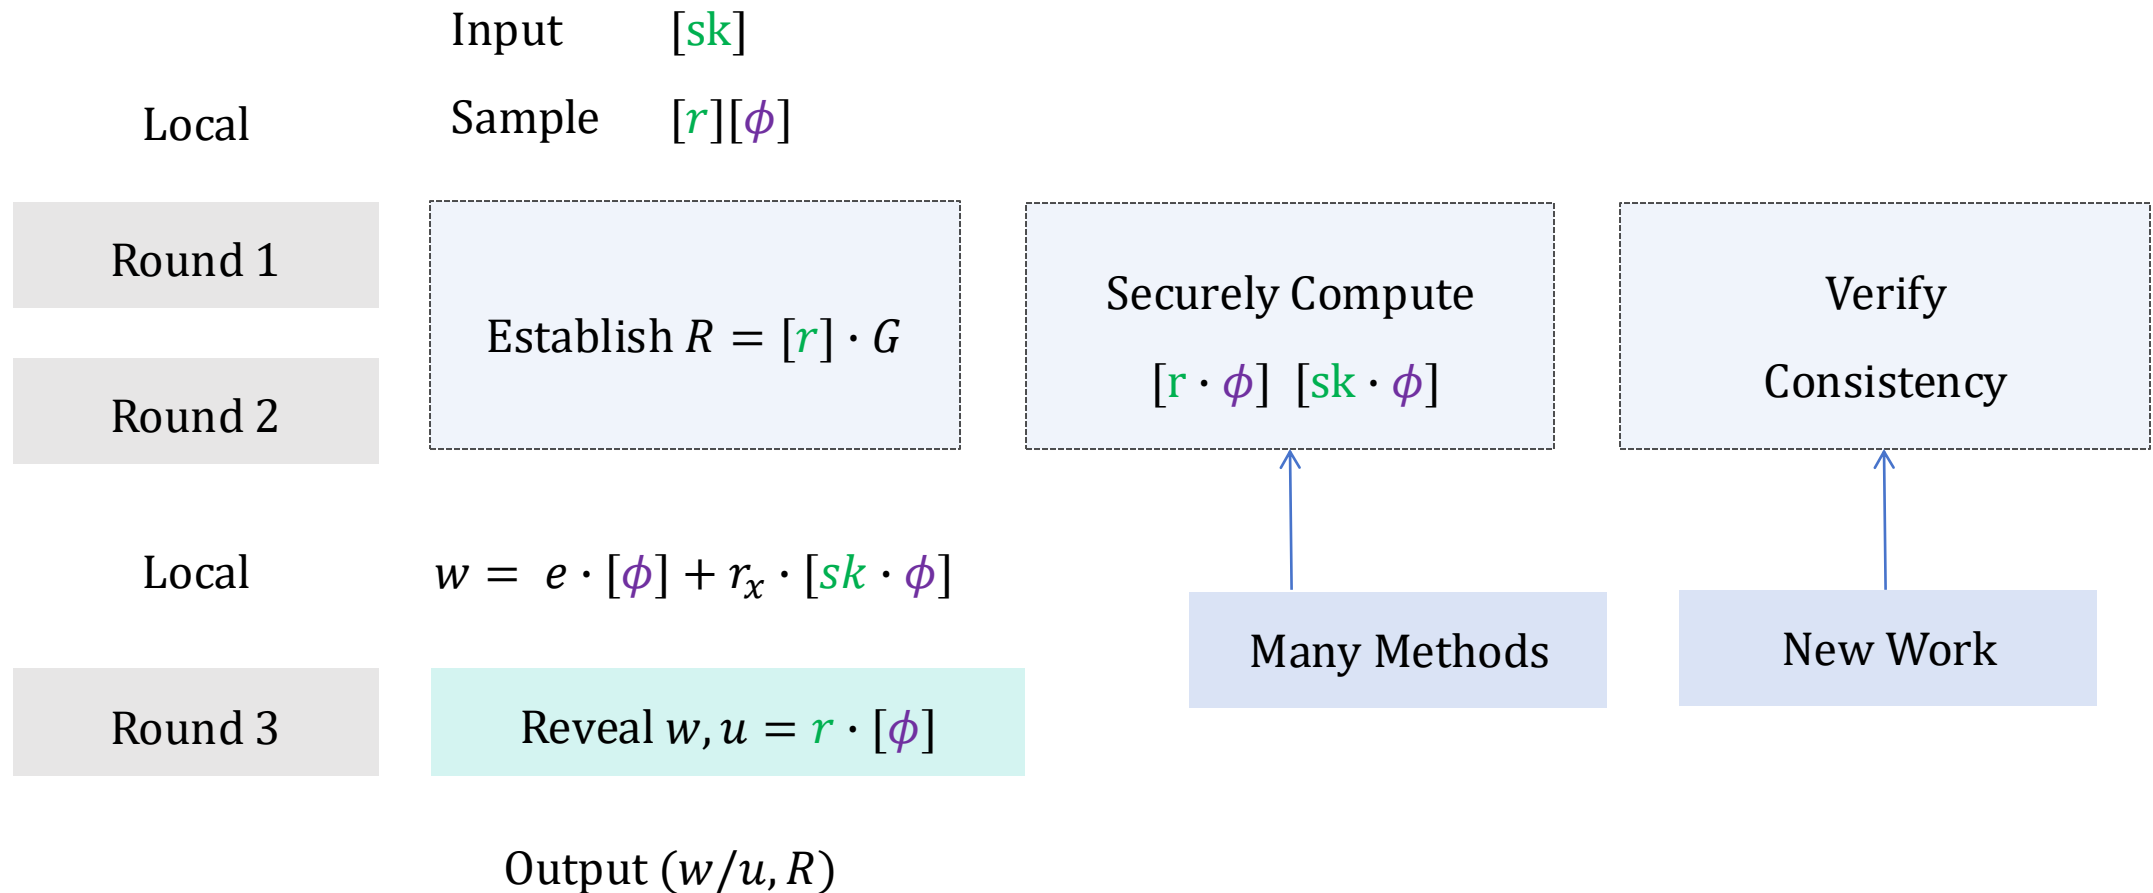 Input [sk]
Local
Sample [r][ϕ]
Round 1
Round 2
Establish R = [r] · G
Securely Compute
[r · ϕ] [sk · ϕ]
Verify
Consistency
Local
w = e · [ϕ] + rₓ · [sk · ϕ]
Many Methods
New Work
Round 3
Reveal w, u = r · [ϕ]
Output (w/u, R)